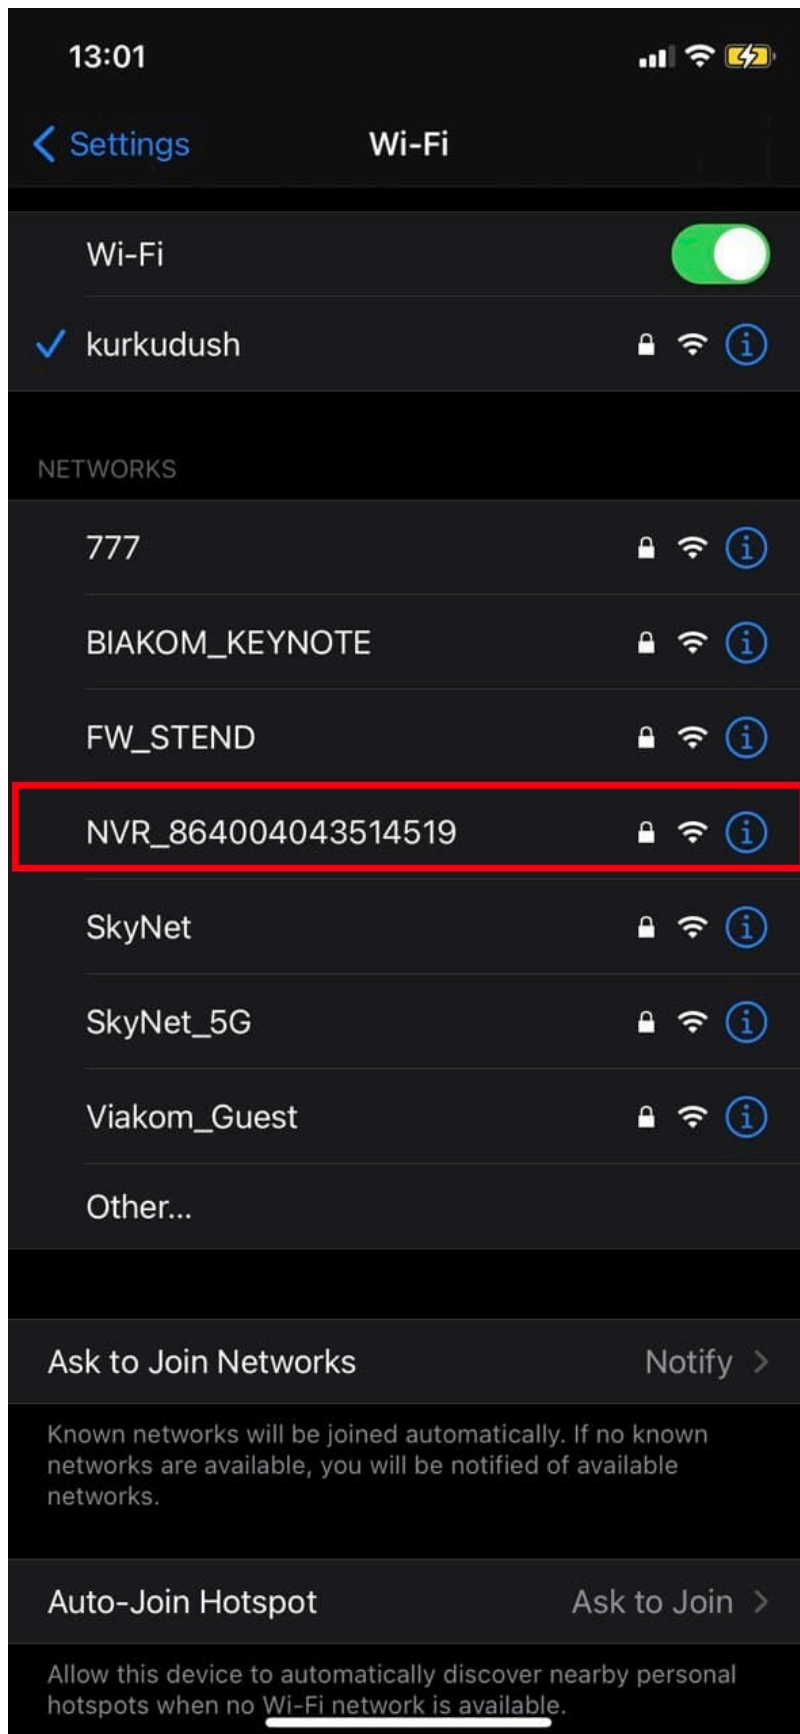 13:01
Settings
Wi-Fi
Wi-Fi
kurkudush
NETWORKS
777
BIAKOM_KEYNOTE
FW_STEND
NVR_864004043514519
SkyNet
SkyNet_5G
Viakom_Guest
Other...
Ask to Join Networks Notify
Known networks will be joined automatically. If no known
networks are available, you will be notified of available
networks.
Auto-Join Hotspot Ask to Join
Allow this device to automatically discover nearby personal
hotspots when no Wi-Fi network is available.